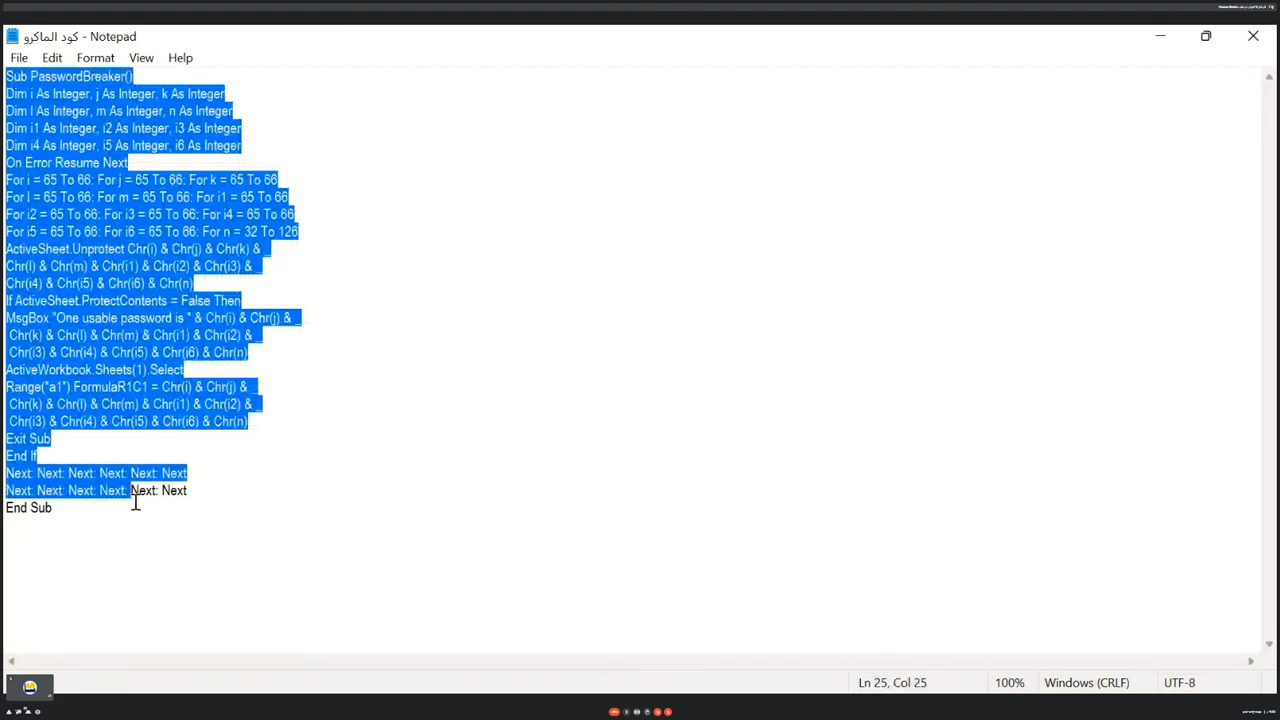 كود الماكرو - Notepad
File Edit Format View Help
Sub PasswordBreaker()
Dim i As Integer, j As Integer, k As Integer
Dim l As Integer, m As Integer, n As Integer
Dim i1 As Integer, i2 As Integer, i3 As Integer
Dim i4 As Integer, i5 As Integer, i6 As Integer
On Error Resume Next
For i = 65 To 66: For j = 65 To 66: For k = 65 To 66
For l = 65 To 66: For m = 65 To 66: For i1 = 65 To 66
For i2 = 65 To 66: For i3 = 65 To 66: For i4 = 65 To 66
For i5 = 65 To 66: For i6 = 65 To 66: For n = 32 To 126
ActiveSheet.Unprotect Chr(i) & Chr(j) & Chr(k) & _
Chr(l) & Chr(m) & Chr(i1) & Chr(i2) & Chr(i3) & _
Chr(i4) & Chr(i5) & Chr(i6) & Chr(n)
If ActiveSheet.ProtectContents = False Then
MsgBox "One usable password is " & Chr(i) & Chr(j) & _
Chr(k) & Chr(l) & Chr(m) & Chr(i1) & Chr(i2) & _
Chr(i3) & Chr(i4) & Chr(i5) & Chr(i6) & Chr(n)
ActiveWorkbook.Sheets(1).Select
Range("a1").FormulaR1C1 = Chr(i) & Chr(j) & _
Chr(k) & Chr(l) & Chr(m) & Chr(i1) & Chr(i2) & _
Chr(i3) & Chr(i4) & Chr(i5) & Chr(i6) & Chr(n)
Exit Sub
End If
Next: Next: Next: Next: Next: Next
Next: Next: Next: Next: Next: Next
End Sub
Ln 25, Col 25 100% Windows (CRLF) UTF-8